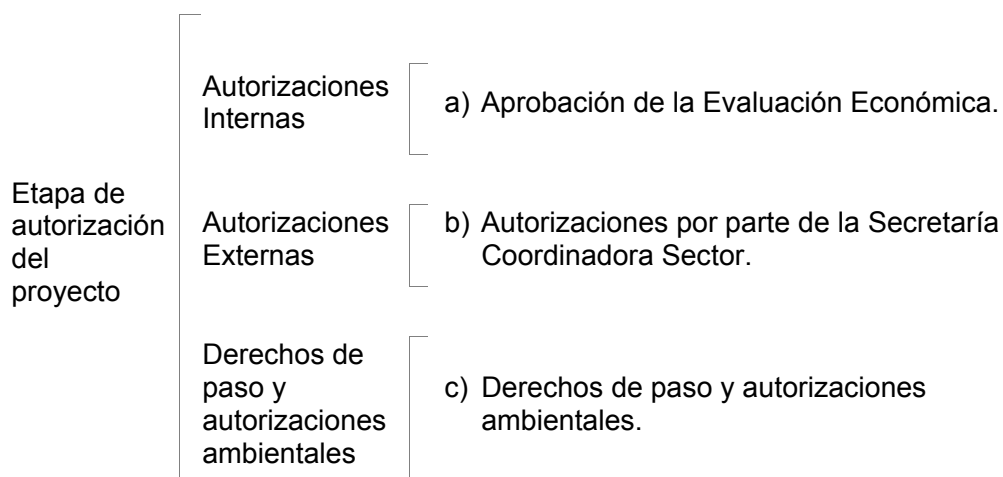 Etapa de
autorización
del
proyecto
Autorizaciones
Internas
a) Aprobación de la Evaluación Económica.
Autorizaciones
Externas
b) Autorizaciones por parte de la Secretaría
Coordinadora Sector.
Derechos de
paso y
autorizaciones
ambientales
c) Derechos de paso y autorizaciones
ambientales.